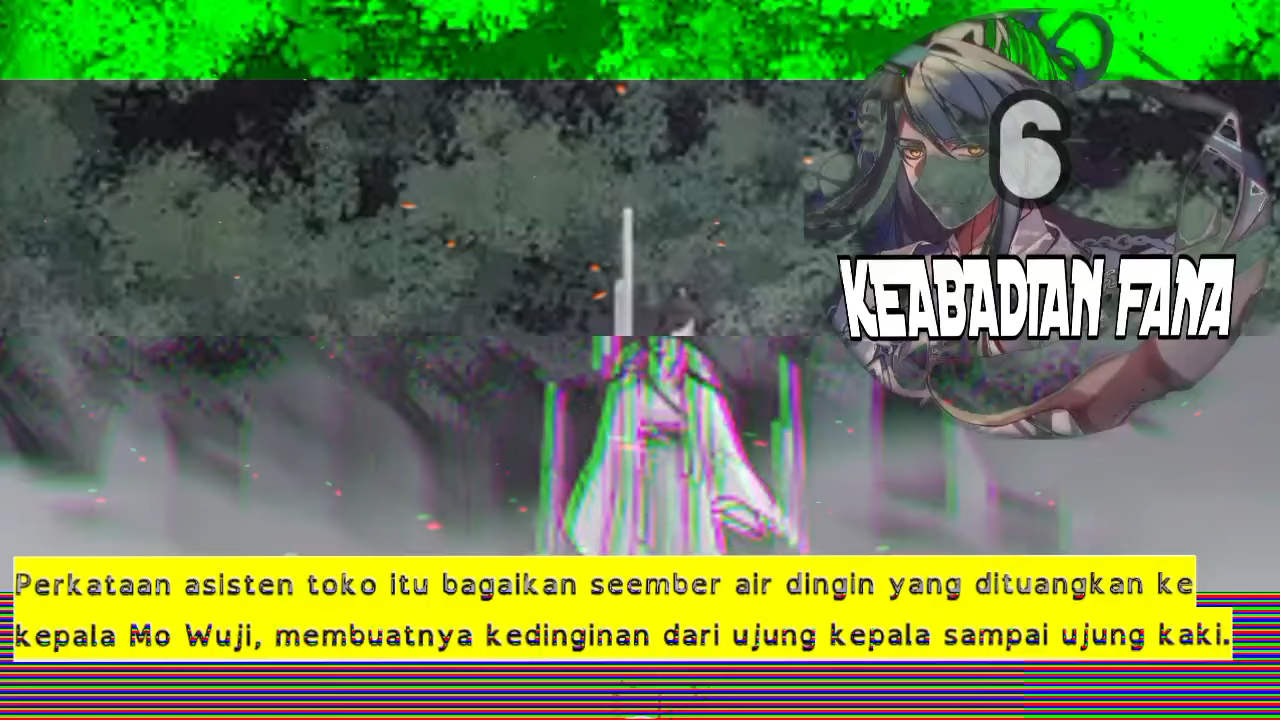 6
KEABADIAN FANA
Perkataan asisten toko itu bagaikan seember air dingin yang dituangkan ke
kepala Mo Wuji, membuatnya kedinginan dari ujung kepala sampai ujung kaki.